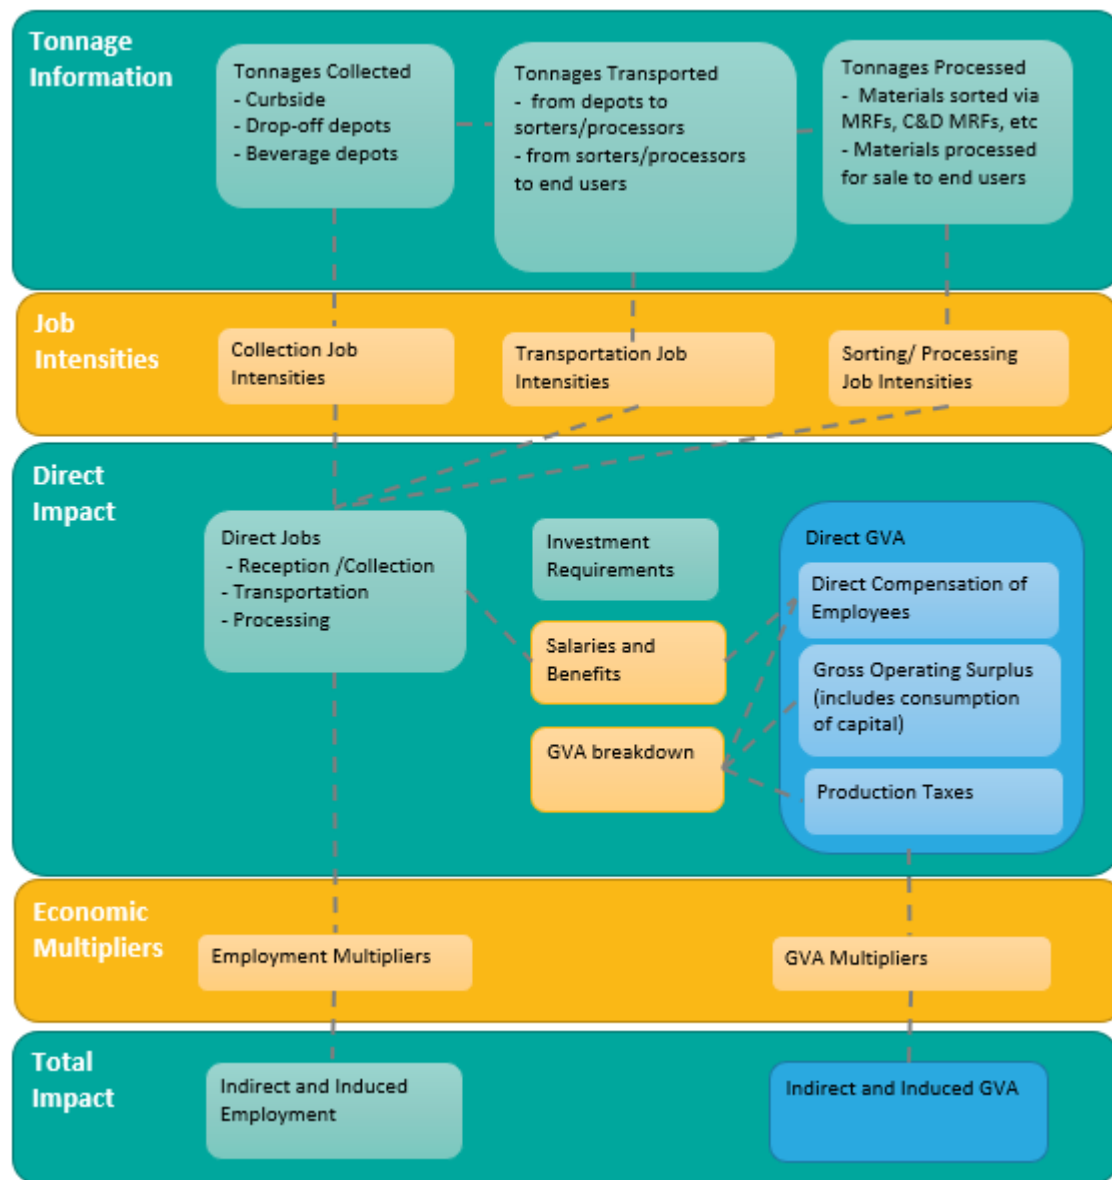 Tonnage
Information
Tonnages Collected
- Curbside
- Drop-off depots
- Beverage depots
Tonnages Transported
- from depots to
sorters/processors
- from sorters/processors
to end users
Tonnages Processed
- Materials sorted via
MRFs, C&D MRFs, etc
- Materials processed
for sale to end users
Job
Intensities
Collection Job
Intensities
Transportation Job
Intensities
Sorting/ Processing
Job Intensities
Direct
Impact
Direct Jobs
- Reception /Collection
- Transportation
- Processing
Investment
Requirements
Salaries and
Benefits
GVA breakdown
Direct GVA
Direct Compensation of
Employees
Gross Operating Surplus
(includes consumption
of capital)
Production Taxes
Economic
Multipliers
Employment Multipliers
GVA Multipliers
Total
Impact
Indirect and Induced
Employment
Indirect and Induced GVA